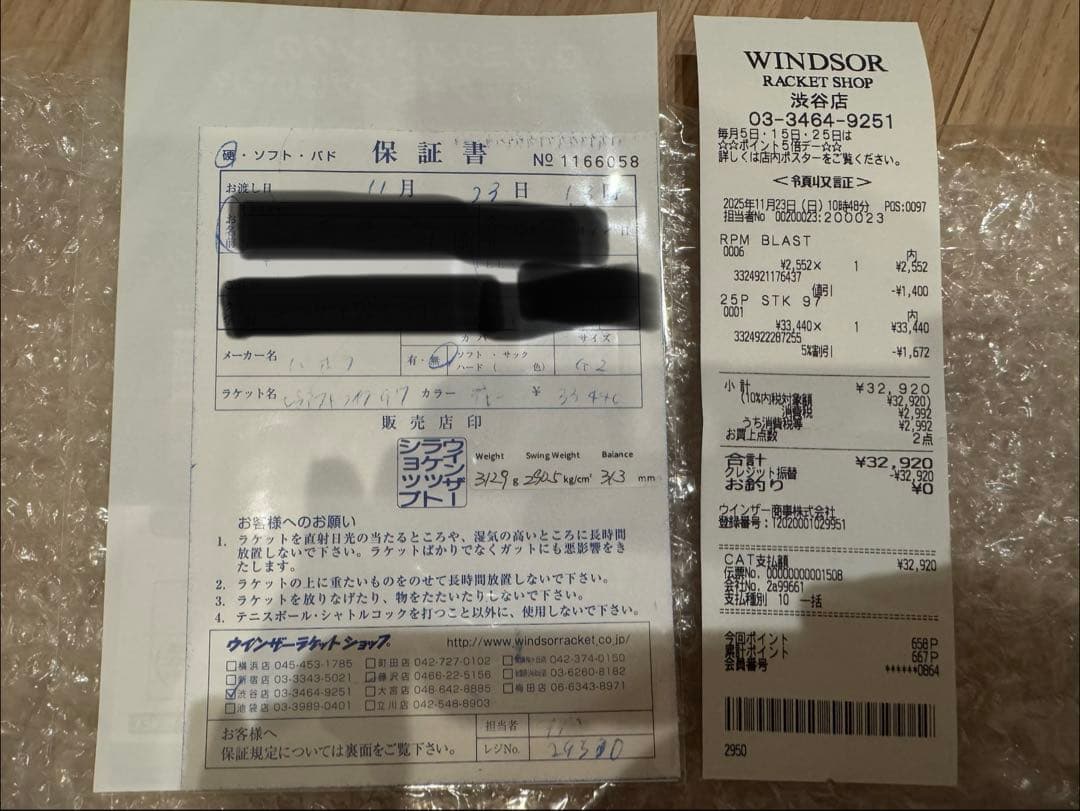 硬・ソフト・バド 保証書 No 1166058
お渡し日 11月 23日
サイズ
メーカー名 有・無 ソフト・サック
ハード ( 色) G2
ラケット名 カラー ¥ 33440
販売店印
ウインザー
ラケット
ショップ
Weight Swing Weight Balance
312.9 g 290.5 kg/cm² 313 mm
お客様へのお願い
1. ラケットを直射日光の当たるところや、湿気の高いところに長時間
放置しないで下さい。ラケットばかりでなくガットにも悪影響をき
たします。
2. ラケットの上に重たいものをのせて長時間放置しないで下さい。
3. ラケットを放りなげたり、物をたたいたりしないで下さい。
4. テニスボール・シャトルコックを打つこと以外に、使用しないで下さい。
ウインザーラケットショップ® http://www.windsorracket.co.jp/
横浜店 045-453-1785 町田店 042-727-0102 042-374-0150
新宿店 03-3343-5021 藤沢店 0466-22-5156 03-6260-8182
渋谷店 03-3464-9251 大宮店 048-642-8885 梅田店 06-6343-8971
池袋店 03-3989-0401 立川店 042-548-8903
お客様へ
保証規定については裏面をご覧下さい。
担当者
レジNo.
WINDSOR
RACKET SHOP
渋谷店
03-3464-9251
毎月5日・15日・25日は
☆☆ポイント5倍デー☆☆
詳しくは店内ポスターをご覧ください。
<領収証>
2025年11月23日(日) 10時48分 POS:0097
担当者No 00200023:200023
RPM BLAST
0006 内
¥2,552× 1 ¥2,552
3324921176437
値引 -¥1,400
25P STK 97
0001 内
¥33,440× 1 ¥33,440
3324922287255
5%割引 -¥1,672
小計 ¥32,920
(10%内税対象額 ¥32,920)
消費税 ¥2,992
うち消費税等 ¥2,992
お買上点数 2点
合計 ¥32,920
クレジット振替 -¥32,920
お釣り ¥0
ウインザー商事株式会社
登録番号:T2020001029951
CAT支払額 ¥32,920
伝票No. 00000000001508
会社No. 2a99661
支払種別 10 一括
今回ポイント 658P
累計ポイント 667P
会員番号 ******0864
2950